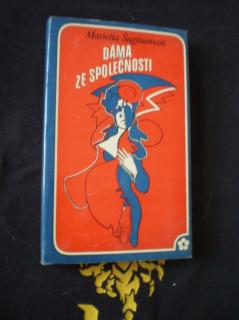 Marietta Šagiňanová
DÁMA
ZE SPOLEČNOSTI